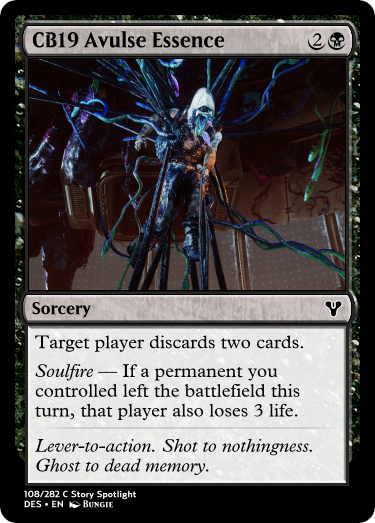 CB19 Avulse Essence 2
Sorcery
Target player discards two cards.
Soulfire — If a permanent you
controlled left the battlefield this
turn, that player also loses 3 life.
Lever-to-action. Shot to nothingness.
Ghost to dead memory.
108/282 C Story Spotlight
DES • EN Bungie